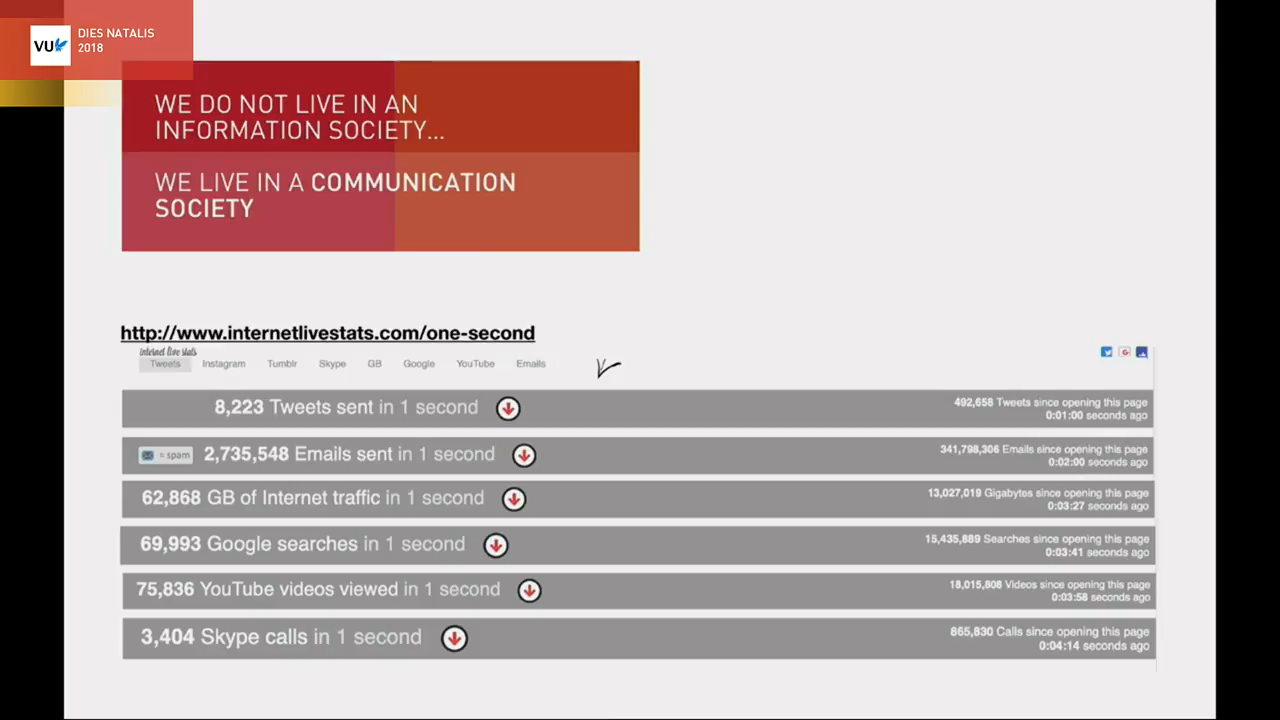 VU
DIES NATALIS
2018
WE DO NOT LIVE IN AN
INFORMATION SOCIETY...
WE LIVE IN A COMMUNICATION
SOCIETY
http://www.internetlivestats.com/one-second
internet live stats
Tweets Instagram Tumblr Skype GB Google YouTube Emails
8,223 Tweets sent in 1 second
492,658 Tweets since opening this page
0:01:00 seconds ago
= spam 2,735,548 Emails sent in 1 second
341,798,306 Emails since opening this page
0:02:00 seconds ago
62,868 GB of Internet traffic in 1 second
13,027,019 Gigabytes since opening this page
0:03:27 seconds ago
69,993 Google searches in 1 second
15,435,889 Searches since opening this page
0:03:41 seconds ago
75,836 YouTube videos viewed in 1 second
18,015,808 Videos since opening this page
0:03:58 seconds ago
3,404 Skype calls in 1 second
865,830 Calls since opening this page
0:04:14 seconds ago